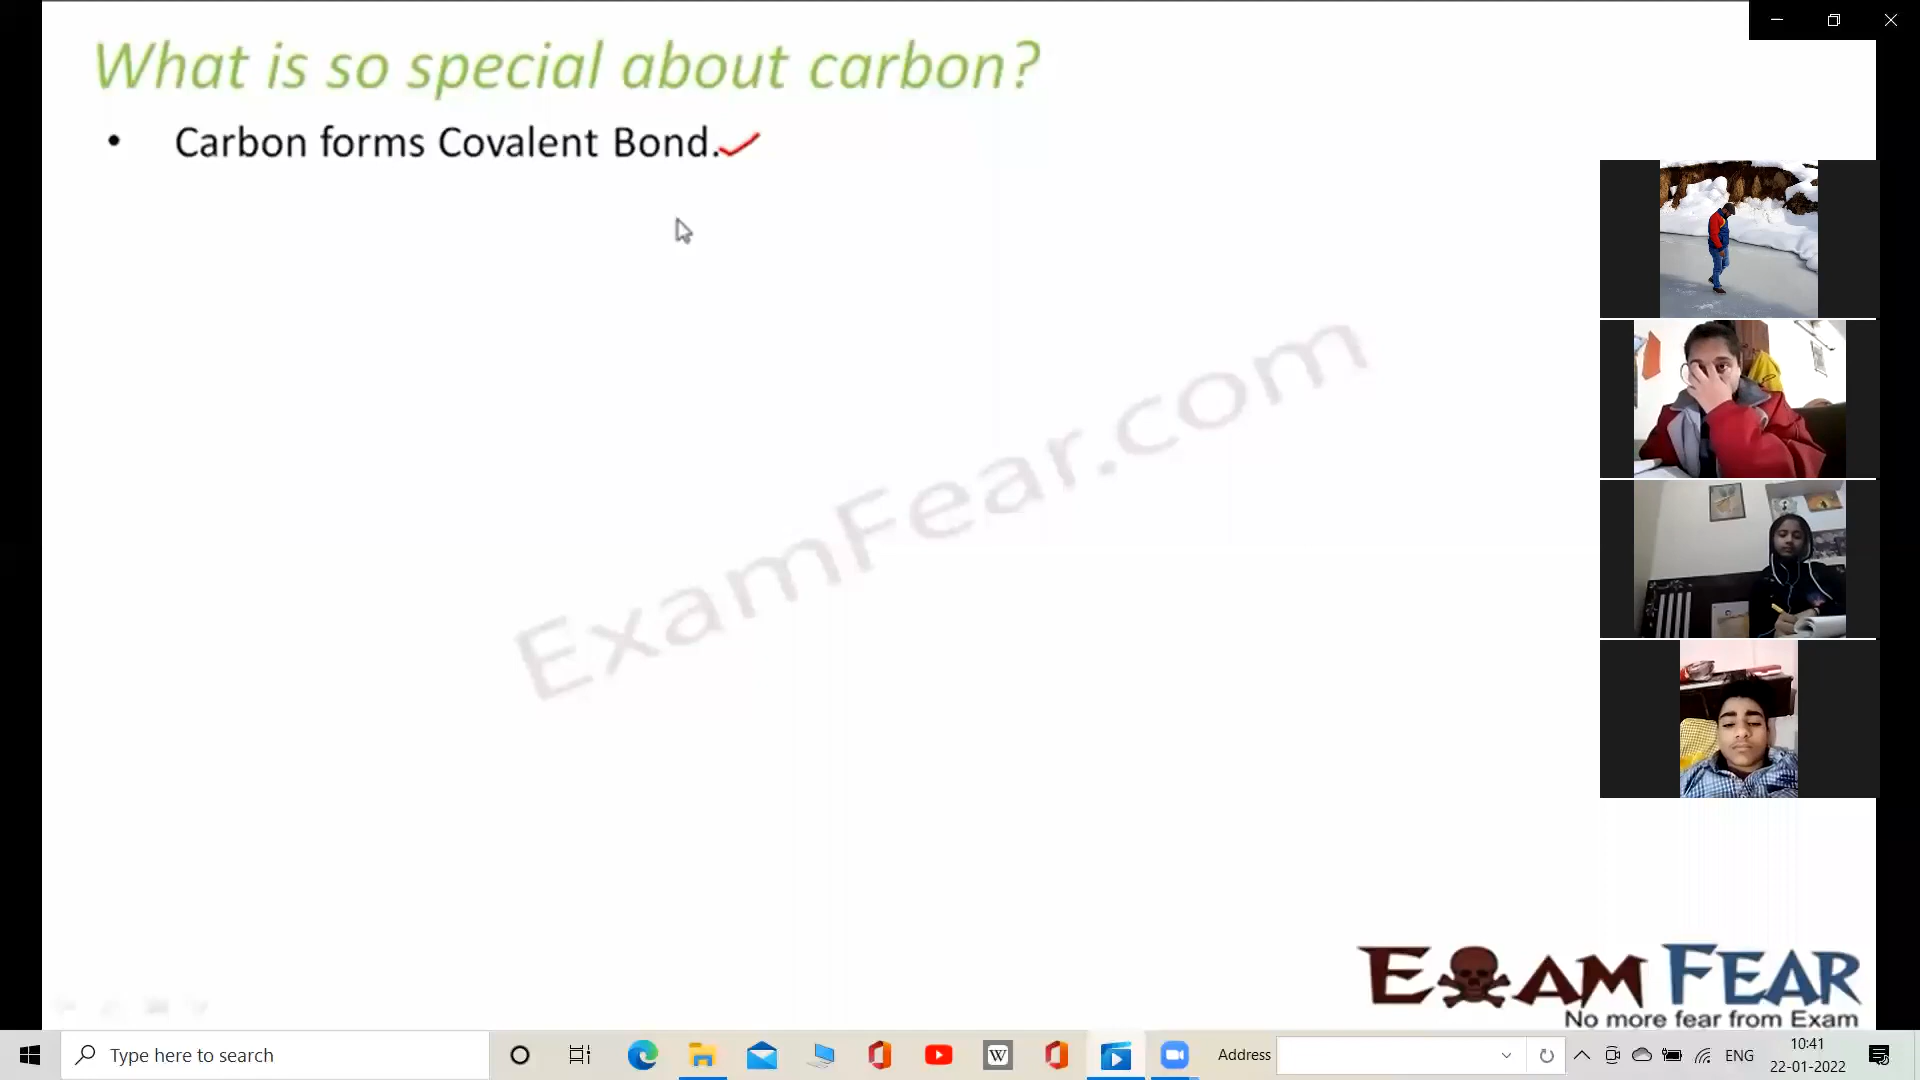 What is so special about carbon?
• Carbon forms Covalent Bond.
ExamFear.com
EXAM FEAR
No more fear from Exam
Type here to search
W
Address
ENG
10:41
22-01-2022